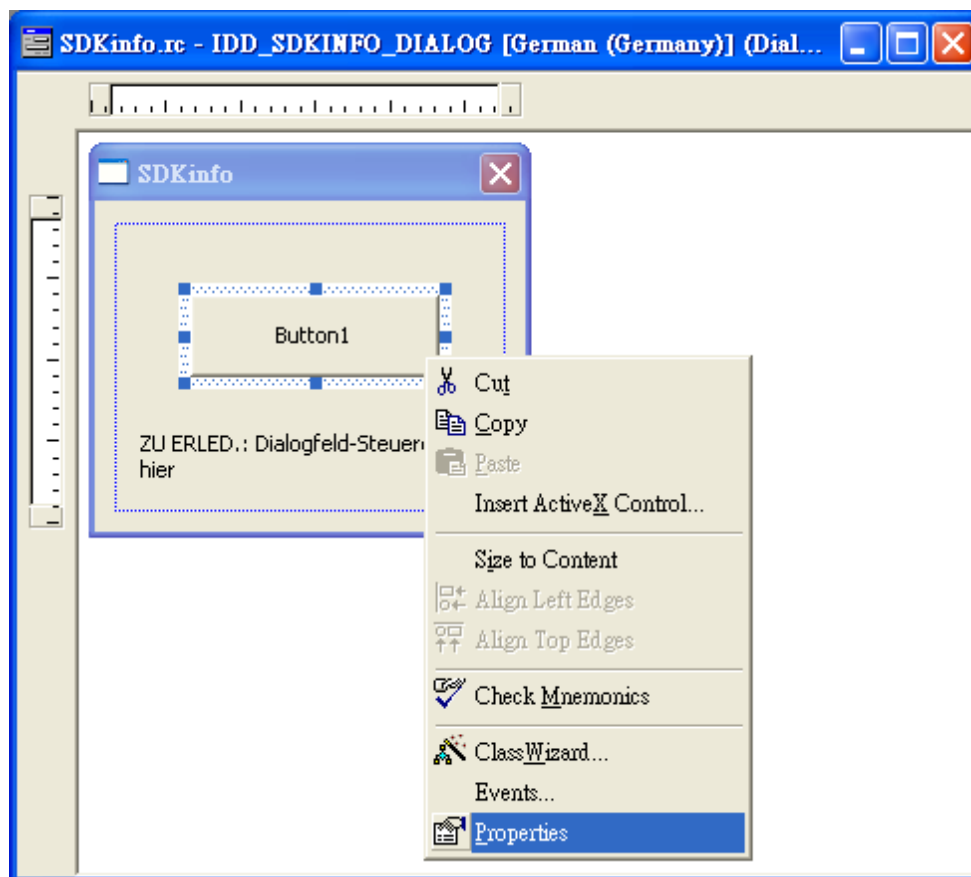 SDKinfo.rc - IDD_SDKINFO_DIALOG [German (Germany)] (Dial...
SDKinfo
Button1
ZU ERLED.: Dialogfeld-Steuer
hier
Cut
Copy
Paste
Insert ActiveX Control...
Size to Content
Align Left Edges
Align Top Edges
Check Mnemonics
ClassWizard...
Events...
Properties